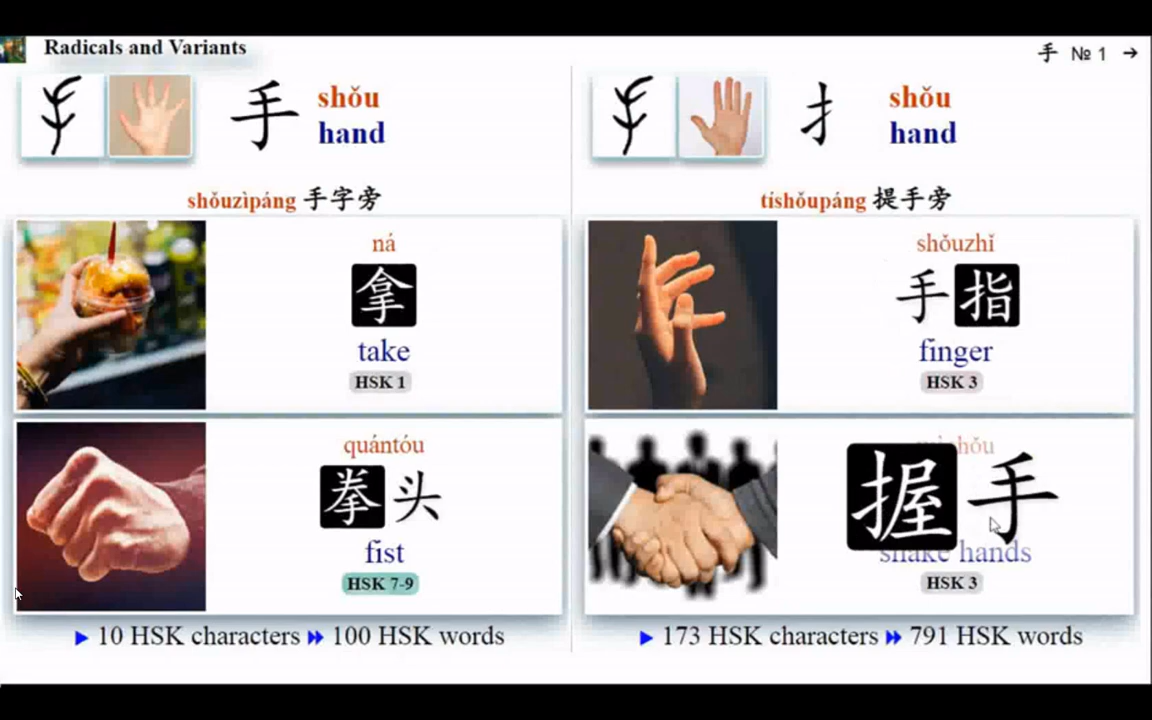 Radicals and Variants
手 № 1 →
手 shǒu
hand
shǒuzìpáng 手字旁
ná
拿
take
HSK 1
quántóu
拳头
fist
HSK 7-9
▶ 10 HSK characters ▶▶ 100 HSK words
扌 shǒu
hand
tíshǒupáng 提手旁
shǒuzhǐ
手指
finger
HSK 3
握手
shake hands
HSK 3
▶ 173 HSK characters ▶▶ 791 HSK words